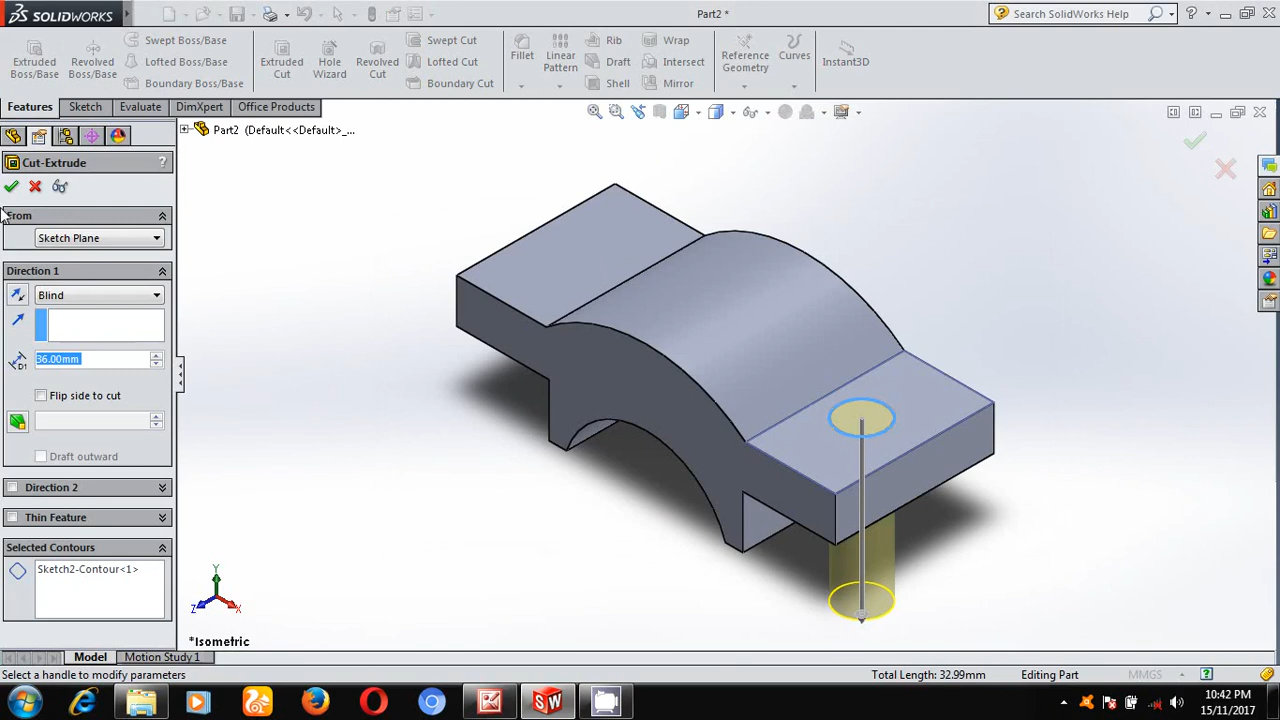 SOLIDWORKS
Part2 *
Search SolidWorks Help
Extruded Boss/Base
Revolved Boss/Base
Swept Boss/Base
Lofted Boss/Base
Boundary Boss/Base
Extruded Cut
Hole Wizard
Revolved Cut
Swept Cut
Lofted Cut
Boundary Cut
Fillet
Linear Pattern
Rib
Draft
Shell
Wrap
Intersect
Mirror
Reference Geometry
Curves
Instant3D
Features
Sketch
Evaluate
DimXpert
Office Products
Part2 (Default<<Default>_...
Cut-Extrude
?
From
Sketch Plane
Direction 1
Blind
D1
36.00mm
Flip side to cut
Draft outward
Direction 2
Thin Feature
Selected Contours
Sketch2-Contour<1>
Y
Z
X
*Isometric
Model
Motion Study 1
Select a handle to modify parameters
Total Length: 32.99mm
Editing Part
MMGS
?
SW
10:42 PM
15/11/2017